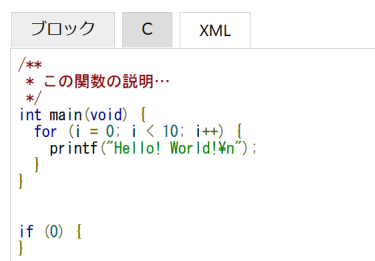 ブロック C XML
/**
 * この関数の説明…
 */
int main(void) {
  for (i = 0; i < 10; i++) {
    printf("Hello! World!¥n");
  }
}


if (0) {
}